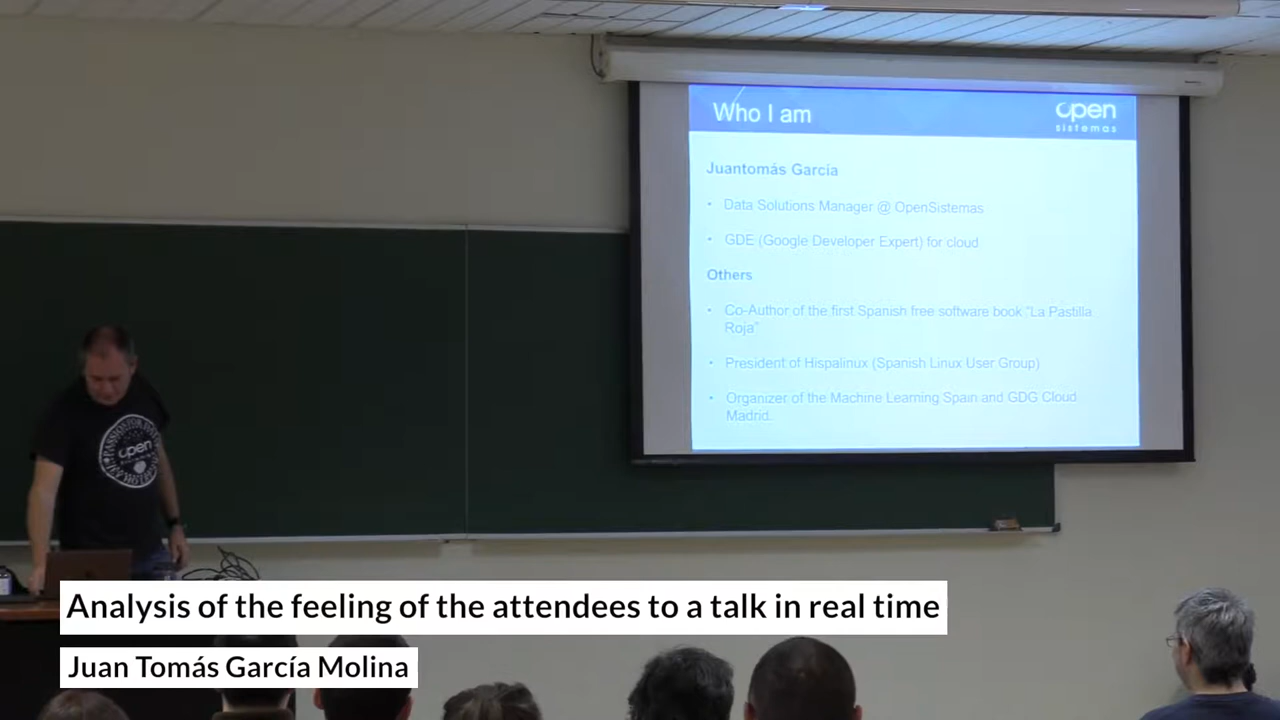 Who I am
open
sistemas
Juantomás García
• Data Solutions Manager @ OpenSistemas
• GDE (Google Developer Expert) for cloud
Others
• Co-Author of the first Spanish free software book "La Pastilla
Roja"
• President of Hispalinux (Spanish Linux User Group)
• Organizer of the Machine Learning Spain and GDG Cloud
Madrid.
open
Analysis of the feeling of the attendees to a talk in real time
Juan Tomás García Molina